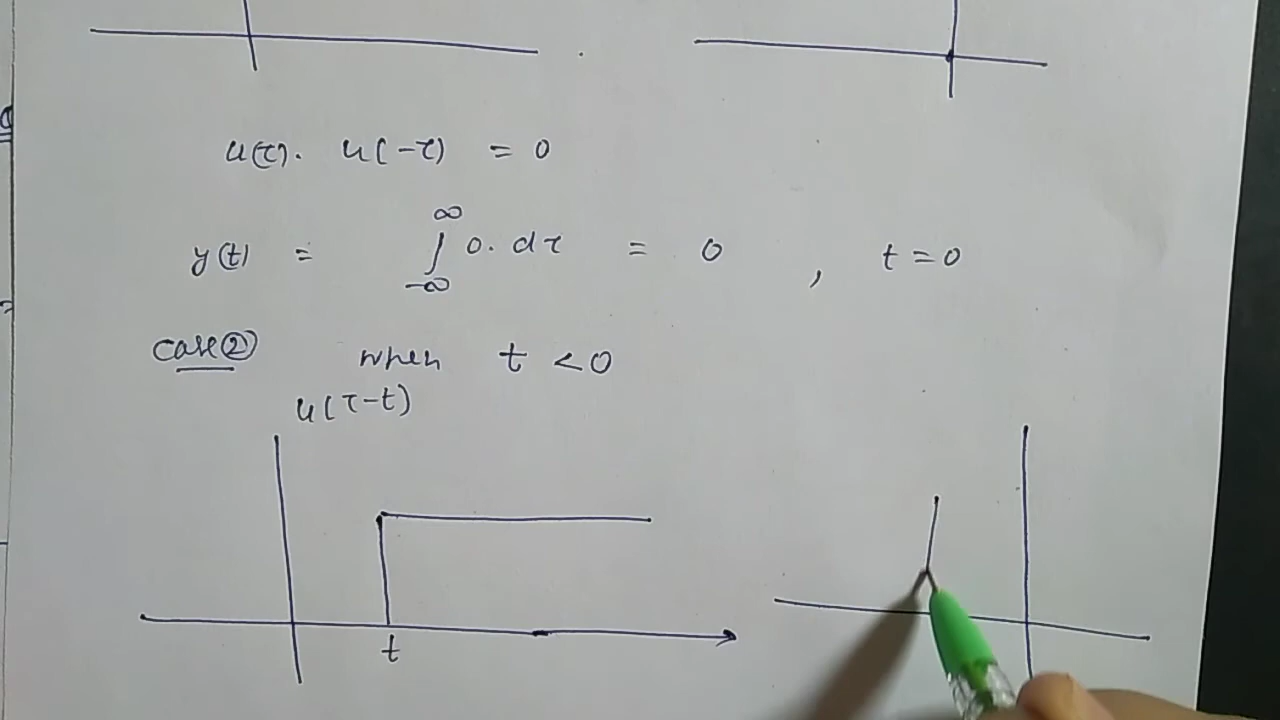 u(τ). u(-τ) = 0
y(t) = ∫_{-∞}^{∞} 0. dτ = 0 , t = 0
case② when t < 0
u(τ-t)
t